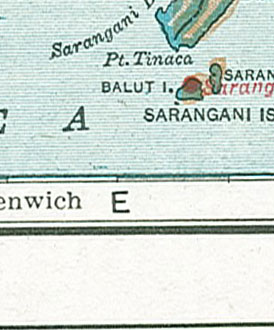 Sarangani
Pt. Tinaca
SARAN
BALUT I.
Sarang
SARANGANI IS
E A
enwich E